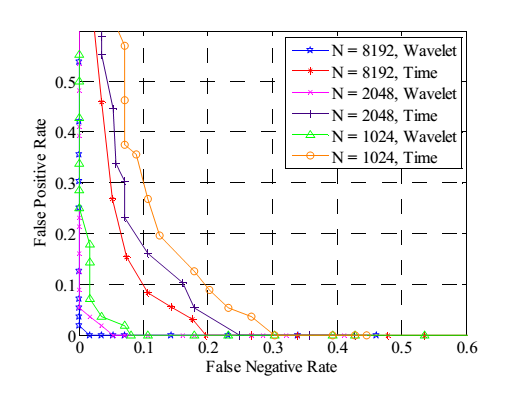 N = 8192, Wavelet
N = 8192, Time
N = 2048, Wavelet
N = 2048, Time
N = 1024, Wavelet
N = 1024, Time
False Positive Rate
0.5
0.4
0.3
0.2
0.1
0
0 0.1 0.2 0.3 0.4 0.5 0.6
False Negative Rate